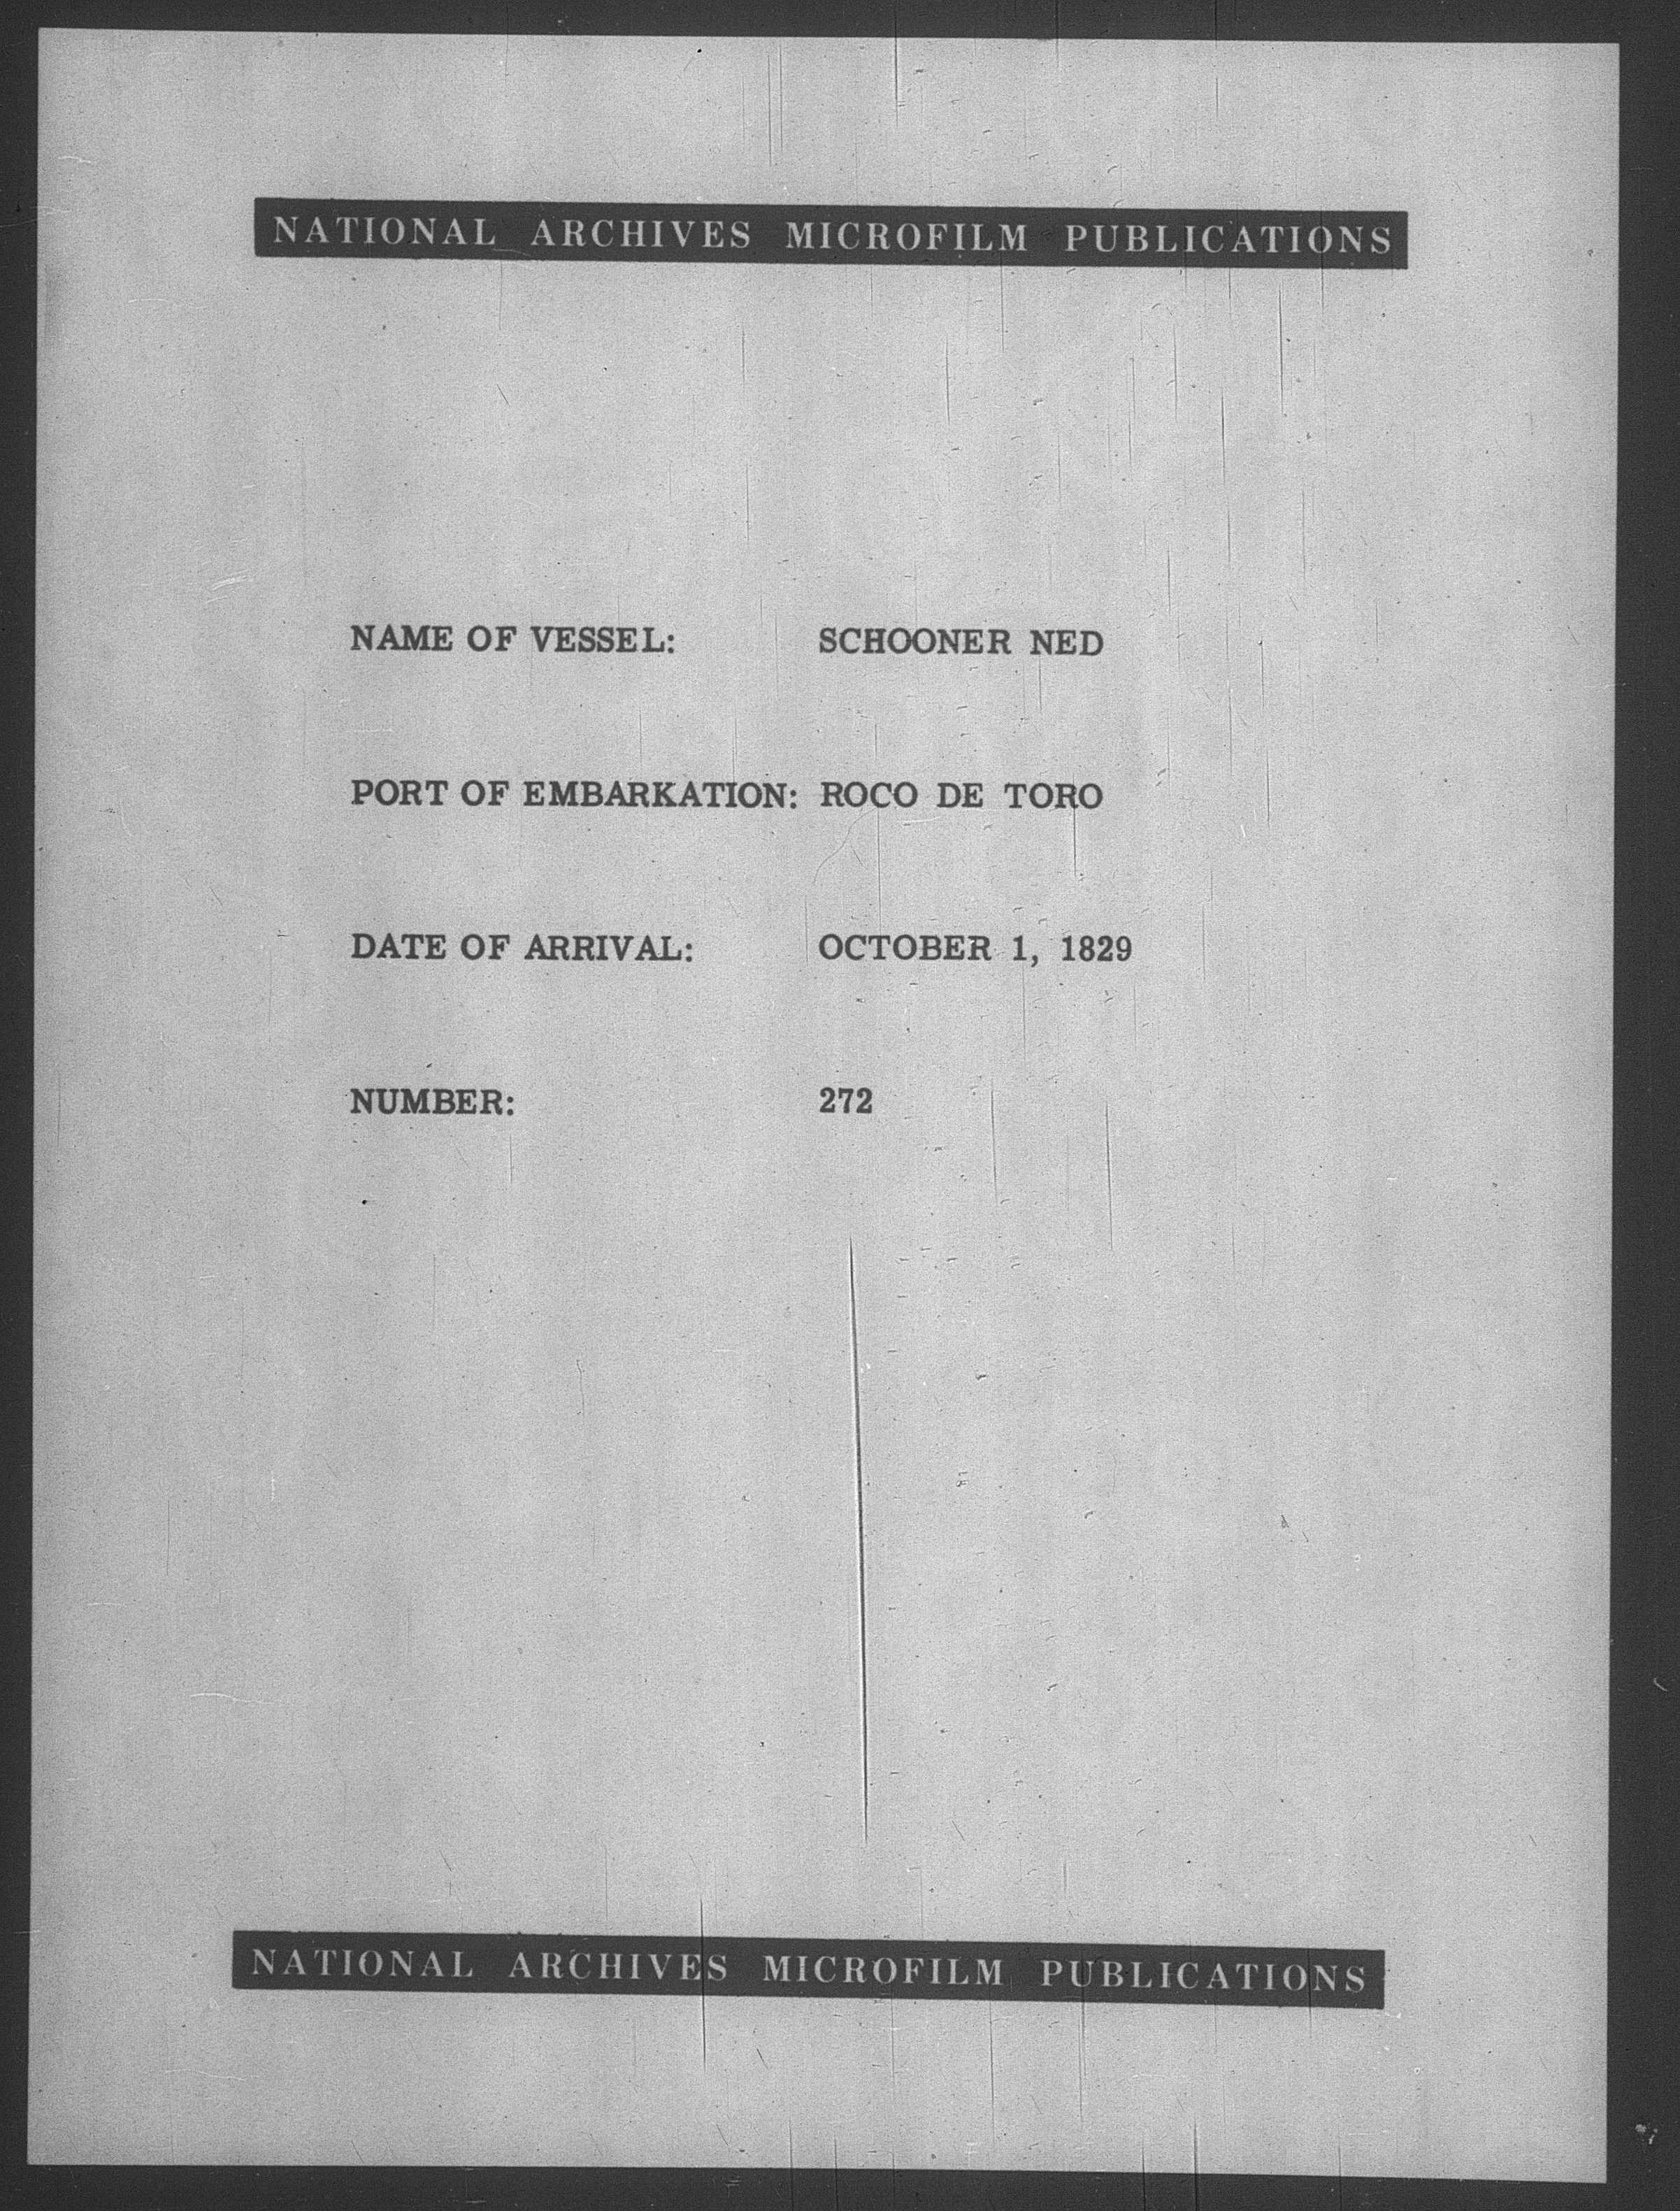 NATIONAL ARCHIVES MICROFILM PUBLICATIONS
NAME OF VESSEL: SCHOONER NED
PORT OF EMBARKATION: ROCO DE TORO
DATE OF ARRIVAL: OCTOBER 1, 1829
NUMBER: 272
NATIONAL ARCHIVES MICROFILM PUBLICATIONS